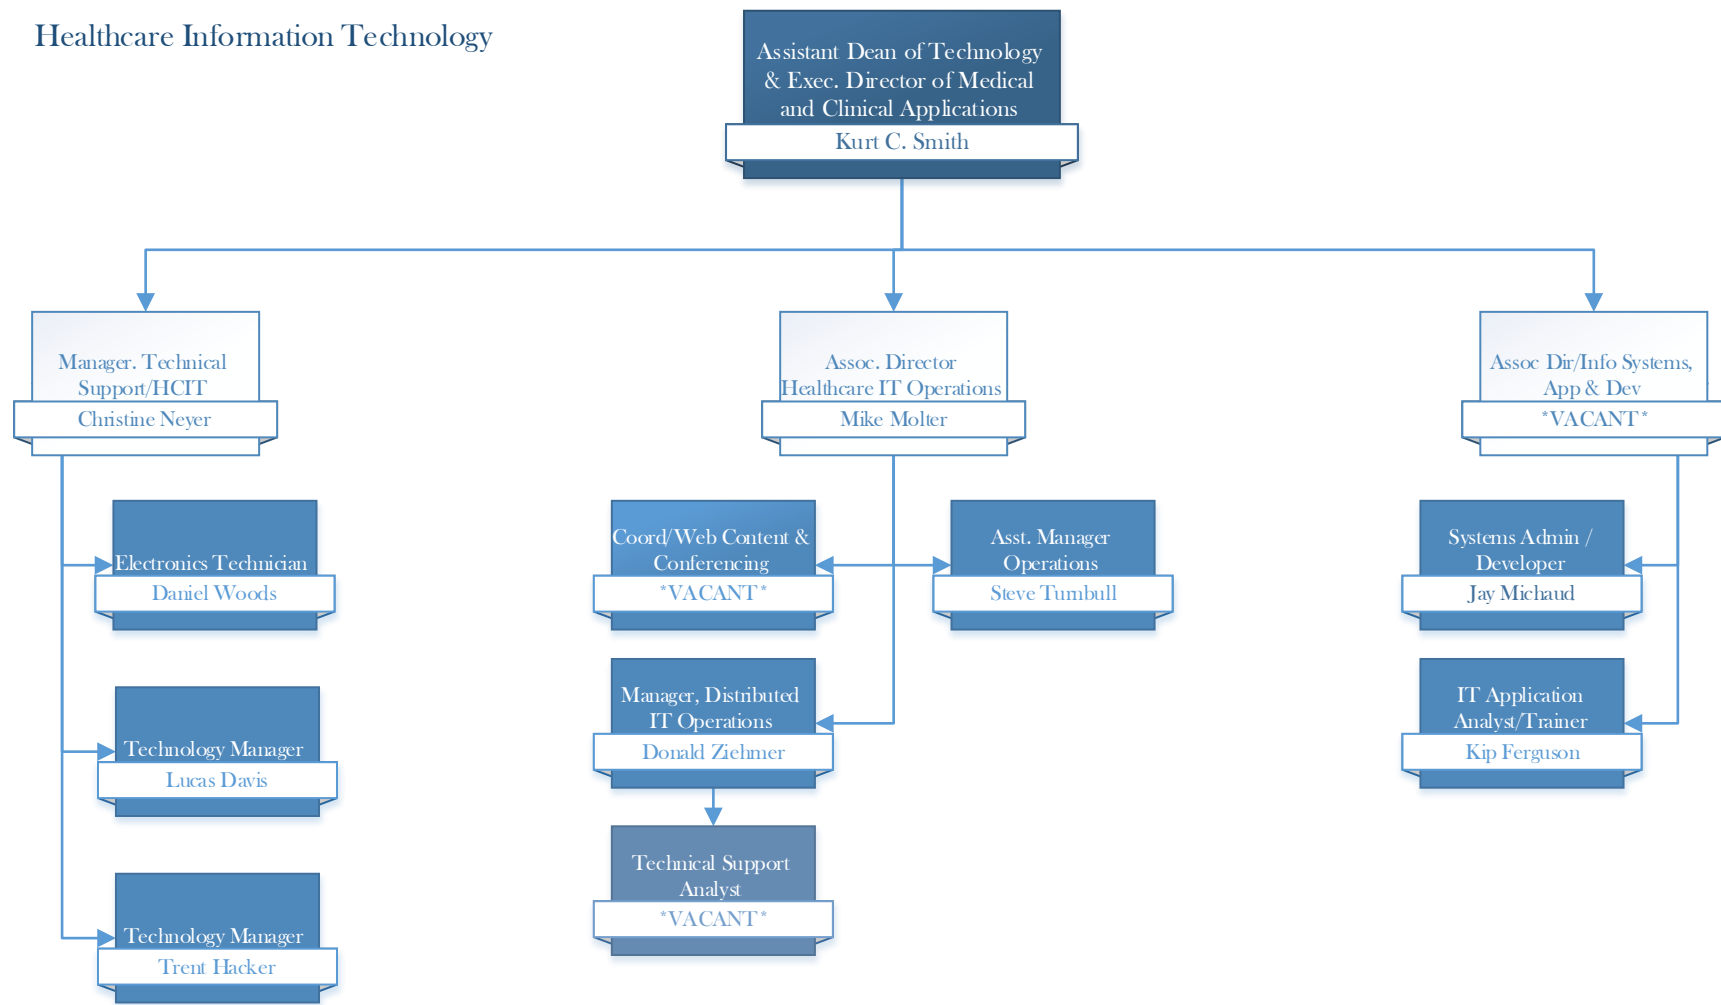 Healthcare Information Technology
Assistant Dean of Technology
& Exec. Director of Medical
and Clinical Applications
Kurt C. Smith
Manager. Technical
Support/HCIT
Christine Neyer
Assoc. Director
Healthcare IT Operations
Mike Molter
Assoc Dir/Info Systems,
App & Dev
*VACANT*
Electronics Technician
Daniel Woods
Coord/Web Content &
Conferencing
*VACANT*
Asst. Manager
Operations
Steve Turnbull
Systems Admin /
Developer
Jay Michaud
Technology Manager
Lucas Davis
Manager, Distributed
IT Operations
Donald Ziehmer
IT Application
Analyst/Trainer
Kip Ferguson
Technical Support
Analyst
*VACANT*
Technology Manager
Trent Hacker